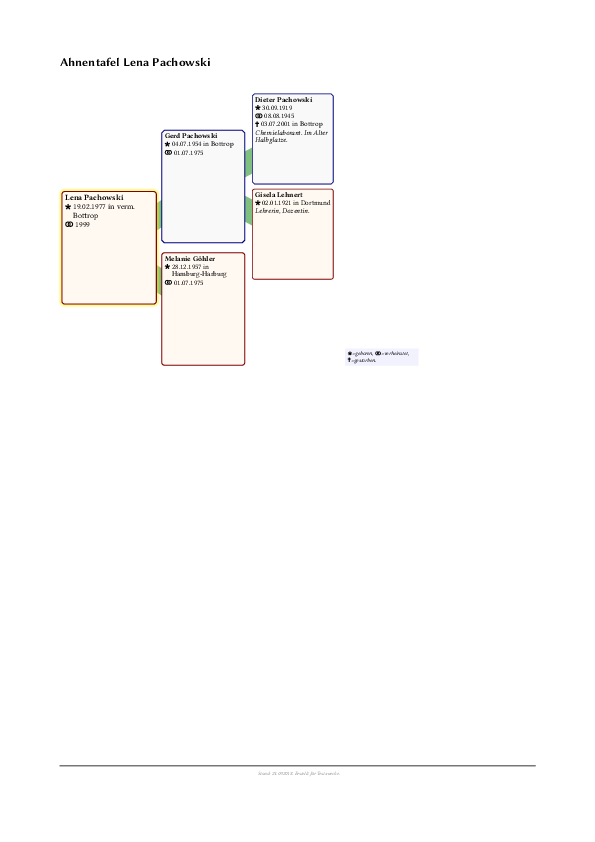 Ahnentafel Lena Pachowski
Dieter Pachowski
★ 30.09.1919
⚭ 08.08.1945
✝ 03.07.2001 in Bottrop
Chemielaborant. Im Alter
Halbglatze.
Gerd Pachowski
★ 04.07.1954 in Bottrop
⚭ 01.07.1975
Gisela Lehnert
★ 02.01.1921 in Dortmund
Lehrerin, Dozentin.
Lena Pachowski
★ 19.02.1977 in verm.
Bottrop
⚭ 1999
Melanie Göhler
★ 28.12.1957 in
Hamburg-Harburg
⚭ 01.07.1975
★=geboren, ⚭=verheiratet,
✝=gestorben.